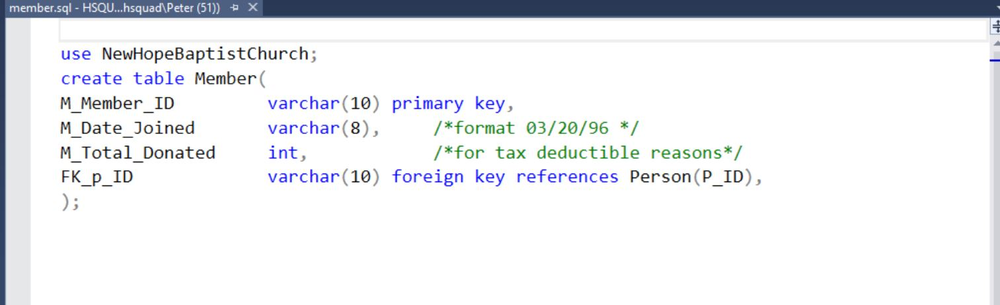 member.sql - HSQU...hsquad\Peter (51))
use NewHopeBaptistChurch;
create table Member(
M_Member_ID varchar(10) primary key,
M_Date_Joined varchar(8), /*format 03/20/96 */
M_Total_Donated int, /*for tax deductible reasons*/
FK_p_ID varchar(10) foreign key references Person(P_ID),
);